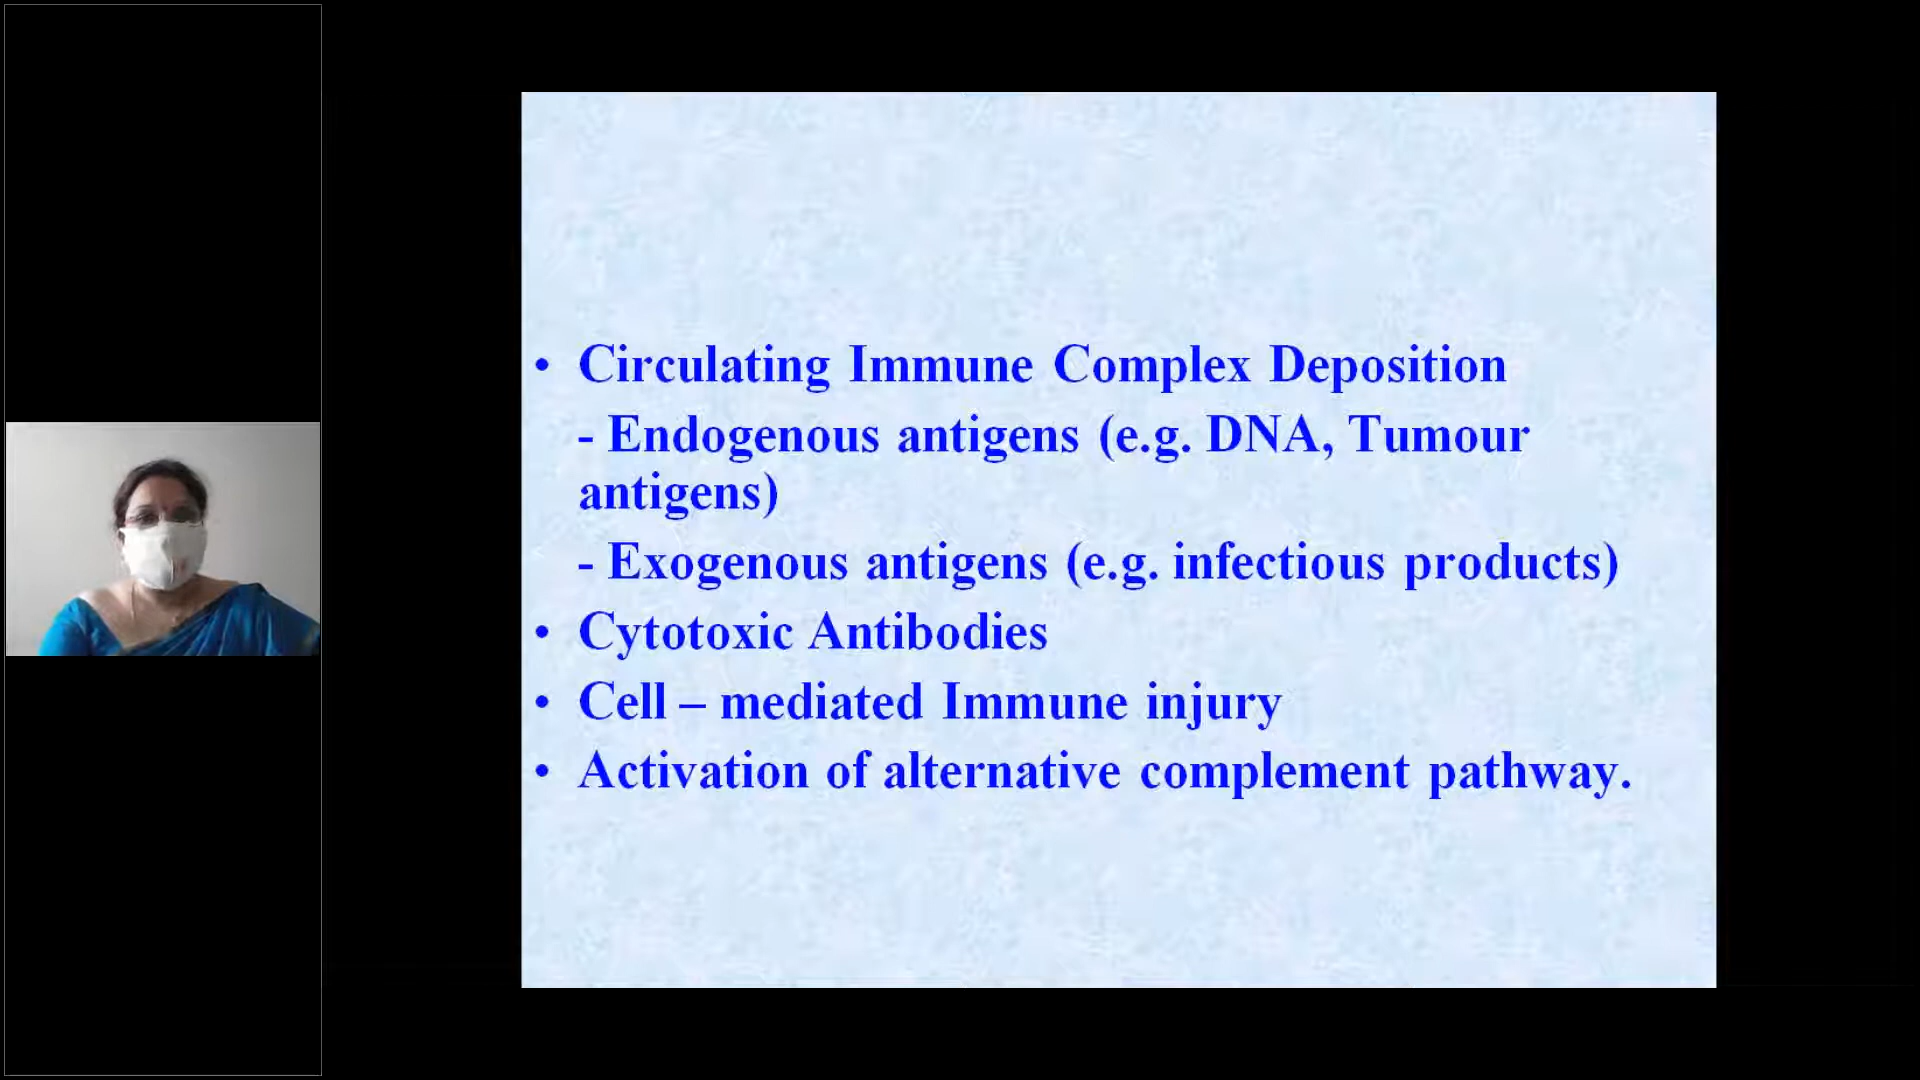 • Circulating Immune Complex Deposition
- Endogenous antigens (e.g. DNA, Tumour
antigens)
- Exogenous antigens (e.g. infectious products)
• Cytotoxic Antibodies
• Cell – mediated Immune injury
• Activation of alternative complement pathway.